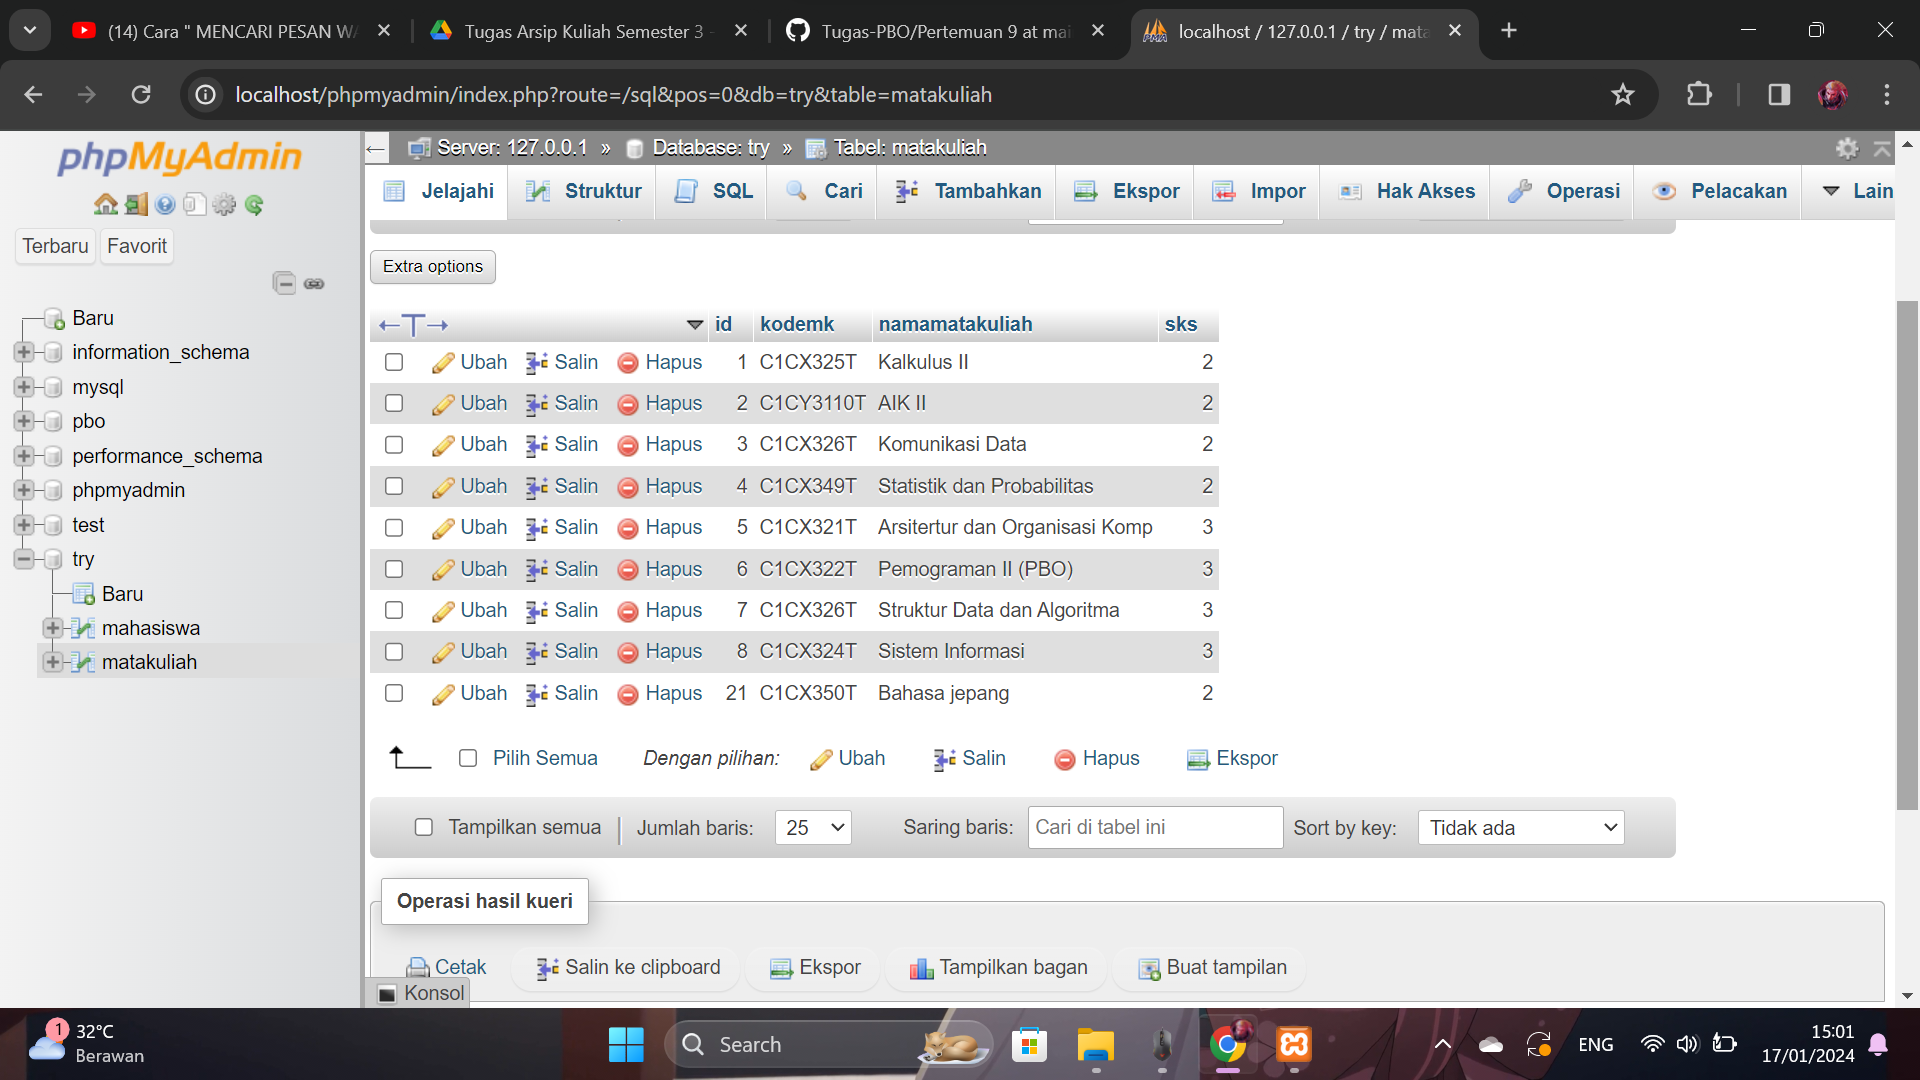 (14) Cara " MENCARI PESAN WA
Tugas Arsip Kuliah Semester 3 -
Tugas-PBO/Pertemuan 9 at mai
localhost / 127.0.0.1 / try / mata
localhost/phpmyadmin/index.php?route=/sql&pos=0&db=try&table=matakuliah
phpMyAdmin
Terbaru Favorit
Baru
information_schema
mysql
pbo
performance_schema
phpmyadmin
test
try
Baru
mahasiswa
matakuliah
Server: 127.0.0.1 » Database: try » Tabel: matakuliah
Jelajahi Struktur SQL Cari Tambahkan Ekspor Impor Hak Akses Operasi Pelacakan Lain
Extra options
id kodemk namamatakuliah sks
Ubah Salin Hapus 1 C1CX325T Kalkulus II 2
Ubah Salin Hapus 2 C1CY3110T AIK II 2
Ubah Salin Hapus 3 C1CX326T Komunikasi Data 2
Ubah Salin Hapus 4 C1CX349T Statistik dan Probabilitas 2
Ubah Salin Hapus 5 C1CX321T Arsitertur dan Organisasi Komp 3
Ubah Salin Hapus 6 C1CX322T Pemograman II (PBO) 3
Ubah Salin Hapus 7 C1CX326T Struktur Data dan Algoritma 3
Ubah Salin Hapus 8 C1CX324T Sistem Informasi 3
Ubah Salin Hapus 21 C1CX350T Bahasa jepang 2
Pilih Semua Dengan pilihan: Ubah Salin Hapus Ekspor
Tampilkan semua Jumlah baris: 25 Saring baris: Cari di tabel ini Sort by key: Tidak ada
Operasi hasil kueri
Cetak Salin ke clipboard Ekspor Tampilkan bagan Buat tampilan
Konsol
1 32°C
Berawan
Search
ENG
15:01
17/01/2024